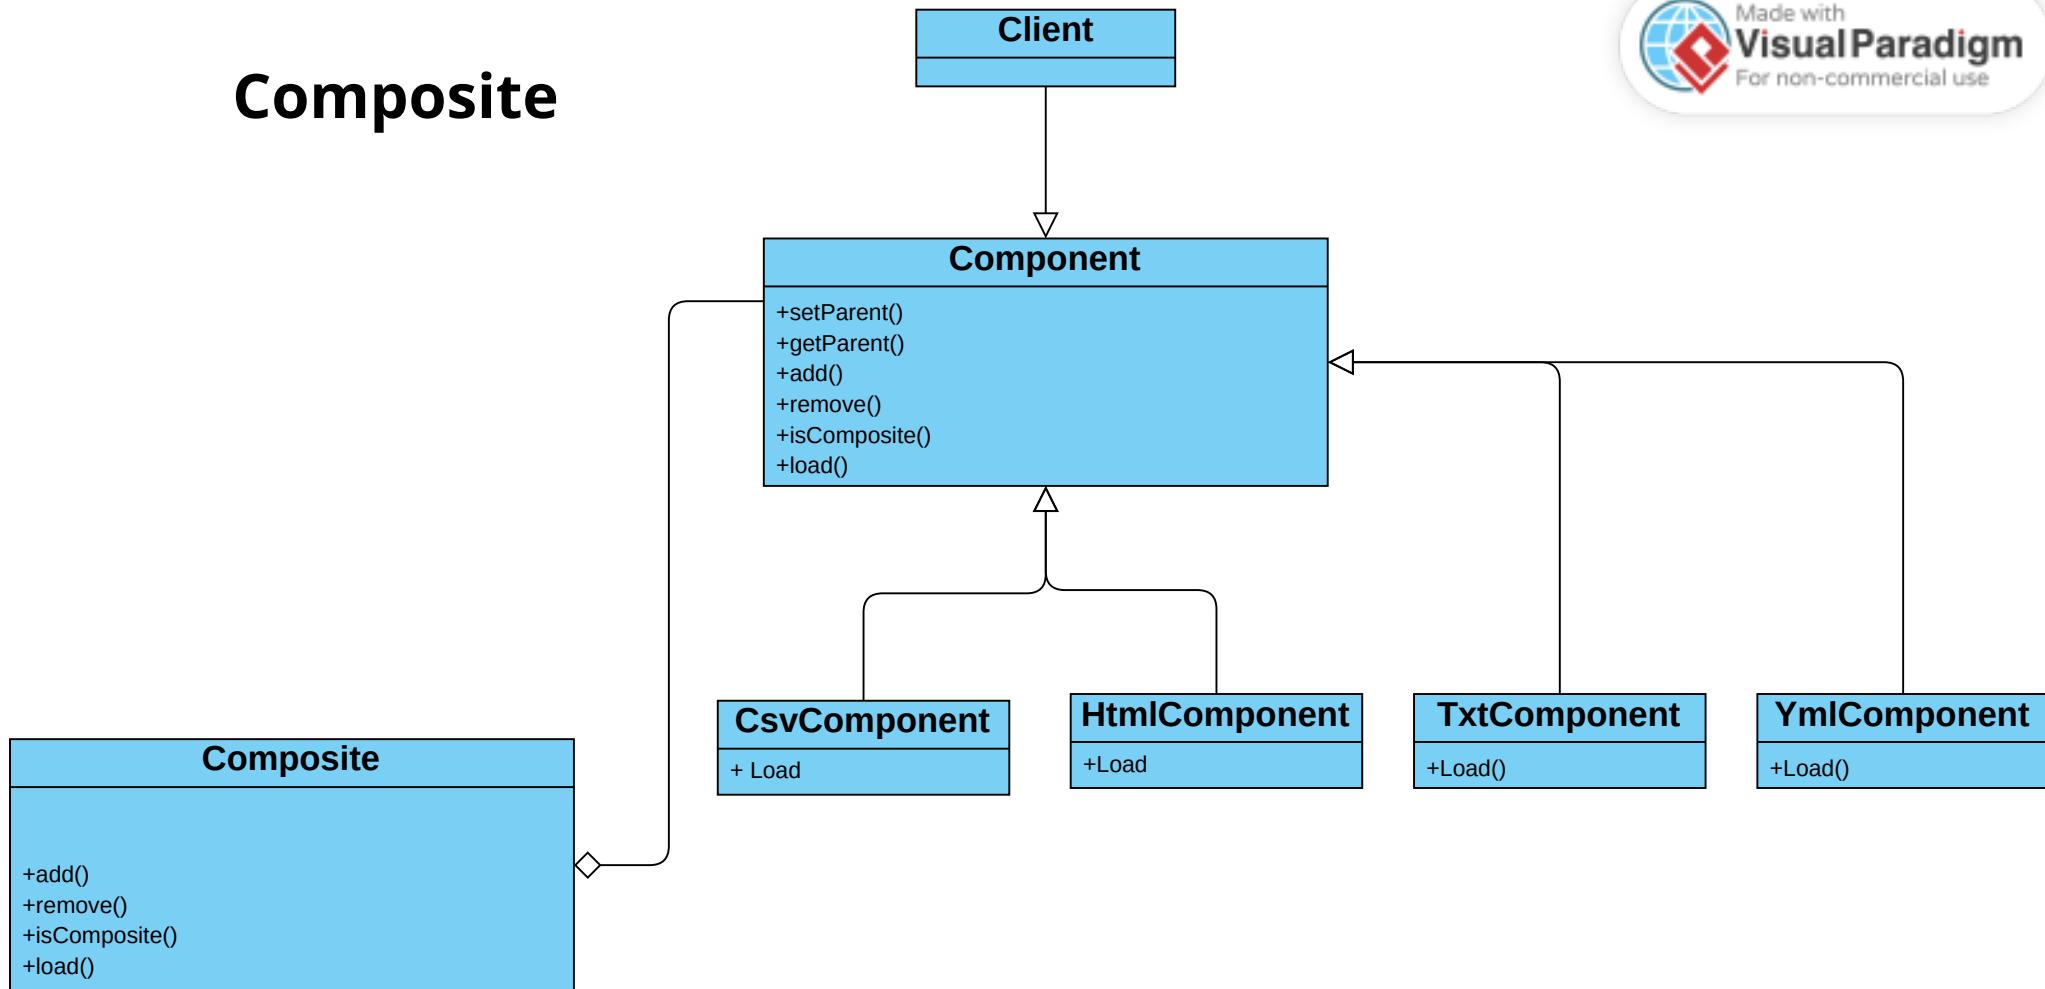 Client
Made with
Visual Paradigm
For non-commercial use
Composite
Component
+setParent()
+getParent()
+add()
+remove()
+isComposite()
+load()
CsvComponent
+ Load
HtmlComponent
+Load
TxtComponent
+Load()
YmlComponent
+Load()
Composite
+add()
+remove()
+isComposite()
+load()